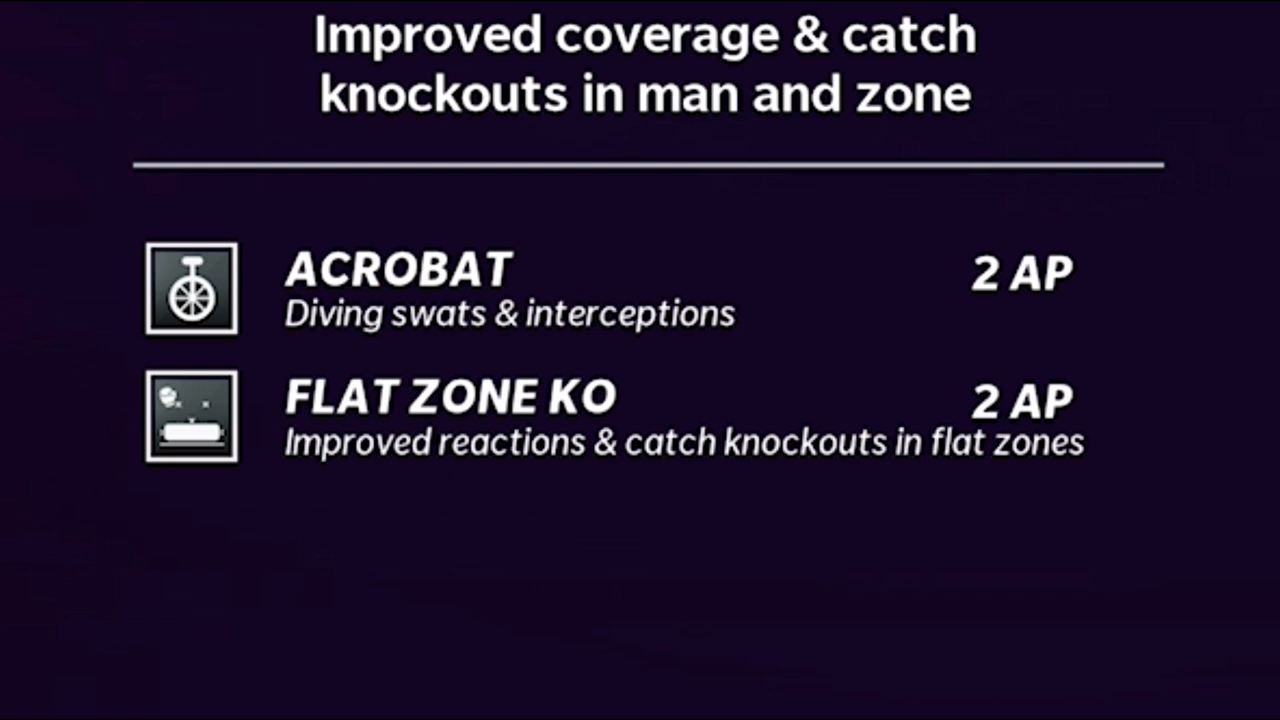 Improved coverage & catch
knockouts in man and zone
ACROBAT 2 AP
Diving swats & interceptions
FLAT ZONE KO 2 AP
Improved reactions & catch knockouts in flat zones